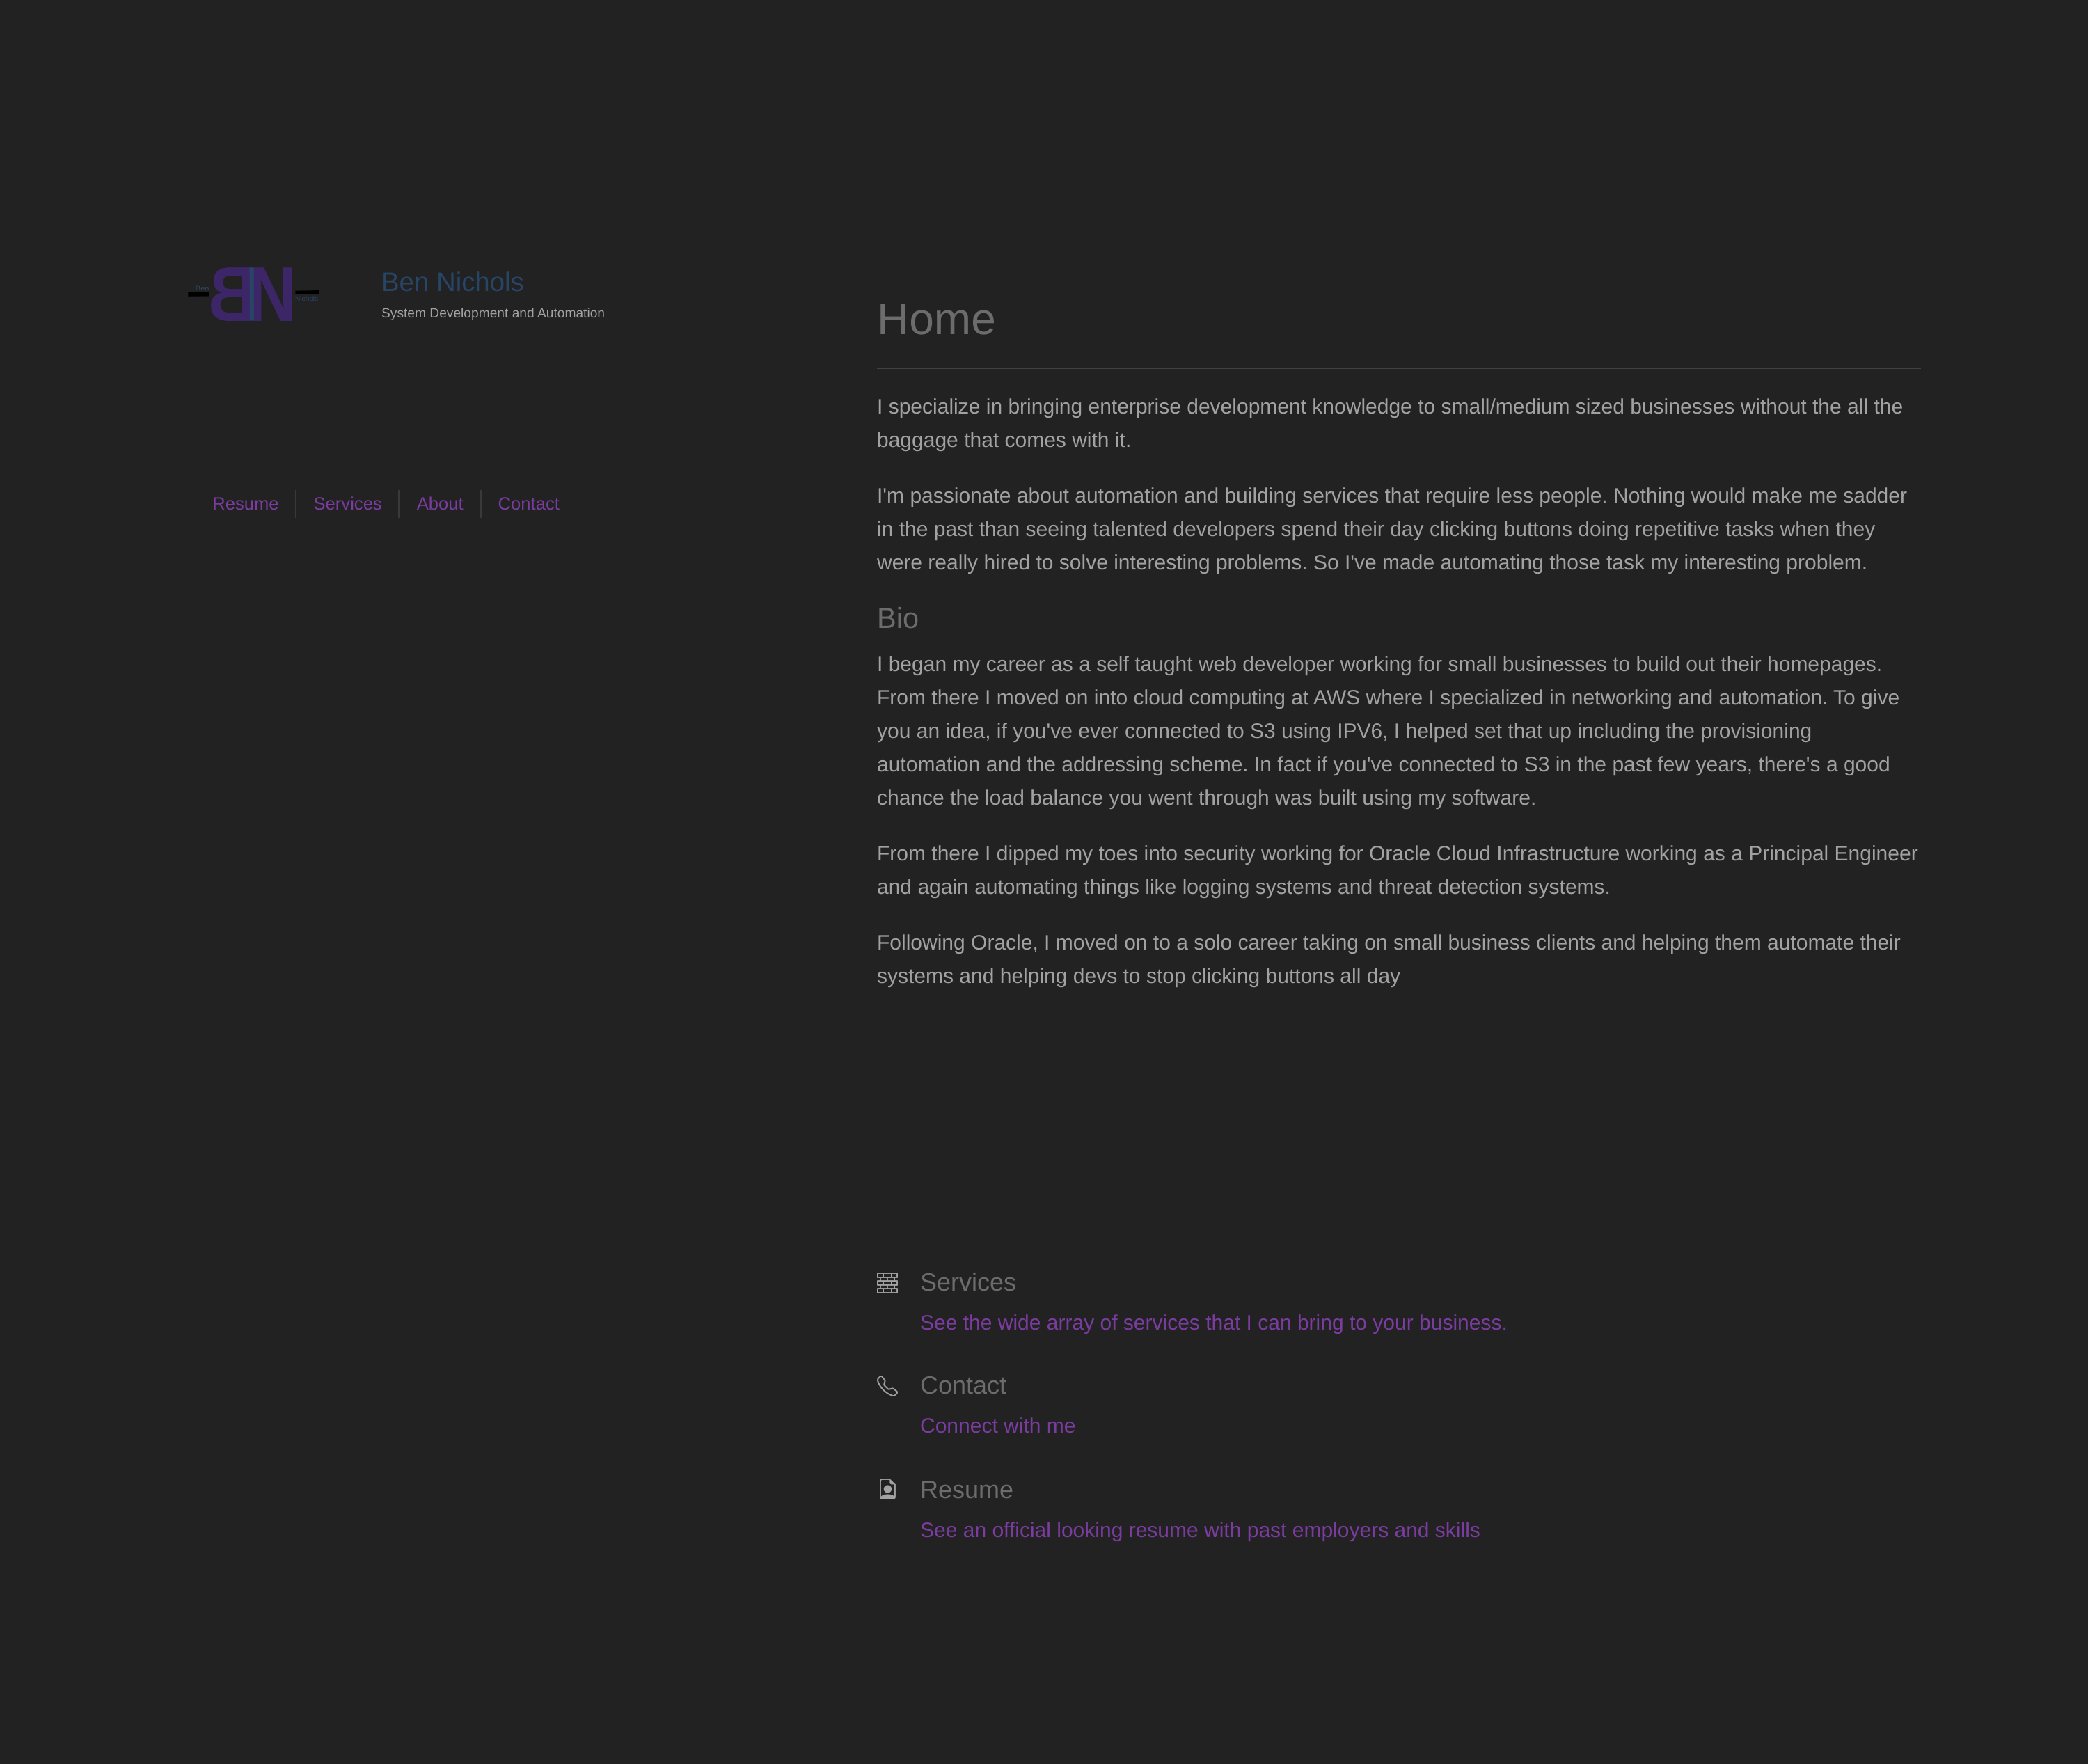 Ben
BN
Nichols
Ben Nichols
System Development and Automation
Resume
Services
About
Contact
Home
I specialize in bringing enterprise development knowledge to small/medium sized businesses without the all the
baggage that comes with it.
I'm passionate about automation and building services that require less people. Nothing would make me sadder
in the past than seeing talented developers spend their day clicking buttons doing repetitive tasks when they
were really hired to solve interesting problems. So I've made automating those task my interesting problem.
Bio
I began my career as a self taught web developer working for small businesses to build out their homepages.
From there I moved on into cloud computing at AWS where I specialized in networking and automation. To give
you an idea, if you've ever connected to S3 using IPV6, I helped set that up including the provisioning
automation and the addressing scheme. In fact if you've connected to S3 in the past few years, there's a good
chance the load balance you went through was built using my software.
From there I dipped my toes into security working for Oracle Cloud Infrastructure working as a Principal Engineer
and again automating things like logging systems and threat detection systems.
Following Oracle, I moved on to a solo career taking on small business clients and helping them automate their
systems and helping devs to stop clicking buttons all day
Services
See the wide array of services that I can bring to your business.
Contact
Connect with me
Resume
See an official looking resume with past employers and skills